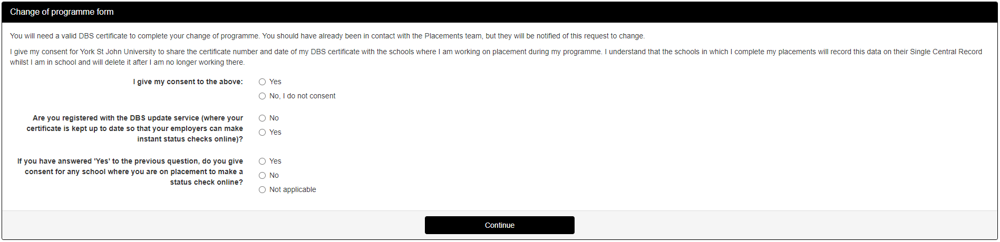 Change of programme form
You will need a valid DBS certificate to complete your change of programme. You should have already been in contact with the Placements team, but they will be notified of this request to change.
I give my consent for York St John University to share the certificate number and date of my DBS certificate with the schools where I am working on placement during my programme. I understand that the schools in which I complete my placements will record this data on their Single Central Record
whilst I am in school and will delete it after I am no longer working there.
I give my consent to the above:
Yes
No, I do not consent
Are you registered with the DBS update service (where your
certificate is kept up to date so that your employers can make
instant status checks online)?
No
Yes
If you have answered 'Yes' to the previous question, do you give
consent for any school where you are on placement to make a
status check online?
Yes
No
Not applicable
Continue